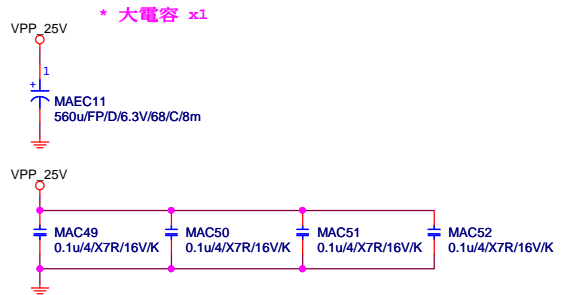 * 大電容 x1
VPP_25V
1
+
MAEC11
560u/FP/D/6.3V/68/C/8m
VPP_25V
MAC49
0.1u/4/X7R/16V/K
MAC50
0.1u/4/X7R/16V/K
MAC51
0.1u/4/X7R/16V/K
MAC52
0.1u/4/X7R/16V/K